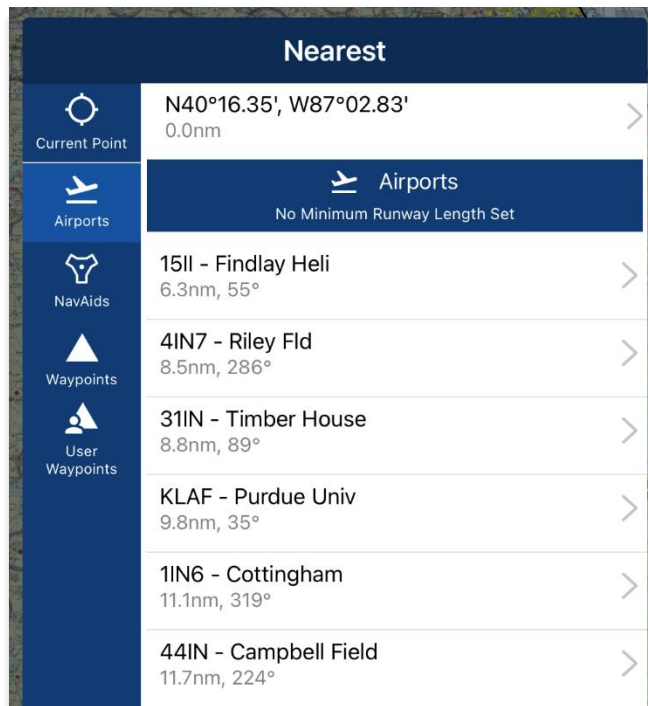 Nearest
Current Point
N40°16.35', W87°02.83'
0.0nm
Airports
Airports
No Minimum Runway Length Set
NavAids
Waypoints
User
Waypoints
15II - Findlay Heli
6.3nm, 55°
4IN7 - Riley Fld
8.5nm, 286°
31IN - Timber House
8.8nm, 89°
KLAF - Purdue Univ
9.8nm, 35°
1IN6 - Cottingham
11.1nm, 319°
44IN - Campbell Field
11.7nm, 224°